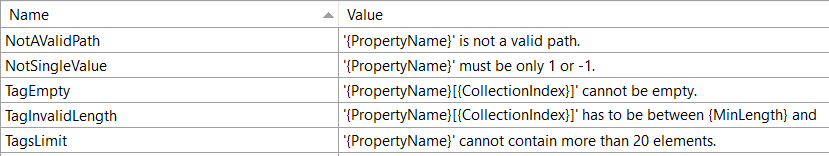 Name Value
NotAValidPath '{PropertyName}' is not a valid path.
NotSingleValue '{PropertyName}' must be only 1 or -1.
TagEmpty '{PropertyName}[{CollectionIndex}]' cannot be empty.
TagInvalidLength '{PropertyName}[{CollectionIndex}]' has to be between {MinLength} and
TagsLimit '{PropertyName}' cannot contain more than 20 elements.